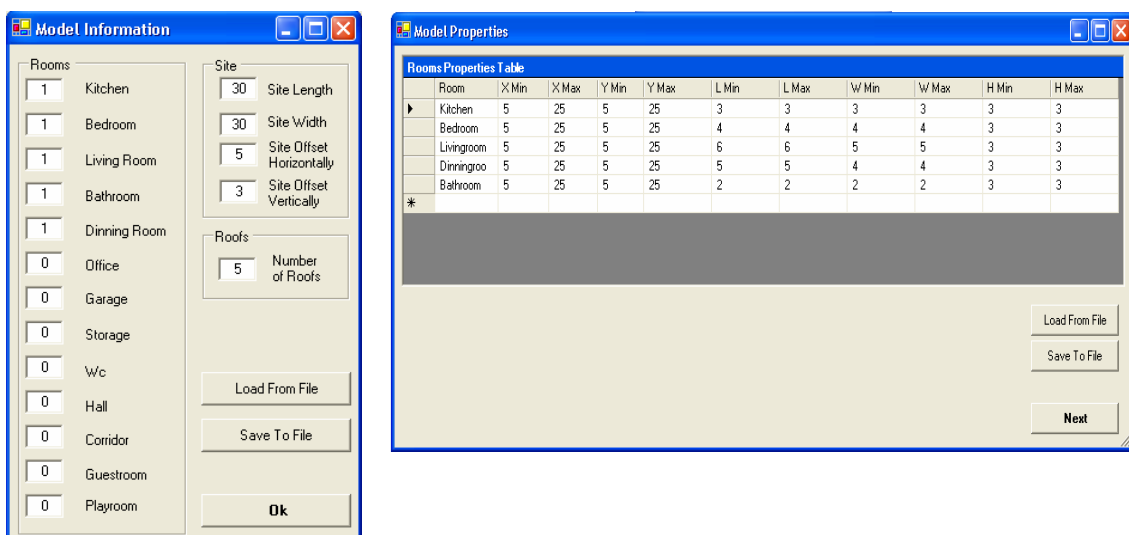 Model Information
Rooms
1 Kitchen
1 Bedroom
1 Living Room
1 Bathroom
1 Dinning Room
0 Office
0 Garage
0 Storage
0 Wc
0 Hall
0 Corridor
0 Guestroom
0 Playroom
Site
30 Site Length
30 Site Width
5 Site Offset
Horizontally
3 Site Offset
Vertically
Roofs
5 Number
of Roofs
Load From File
Save To File
Ok
Model Properties
Rooms Properties Table
Room X Min X Max Y Min Y Max L Min L Max W Min W Max H Min H Max
Kitchen 5 25 5 25 3 3 3 3 3 3
Bedroom 5 25 5 25 4 4 4 4 3 3
Livingroom 5 25 5 25 6 6 5 5 3 3
Dinningroo 5 25 5 25 5 5 4 4 3 3
Bathroom 5 25 5 25 2 2 2 2 3 3
Load From File
Save To File
Next